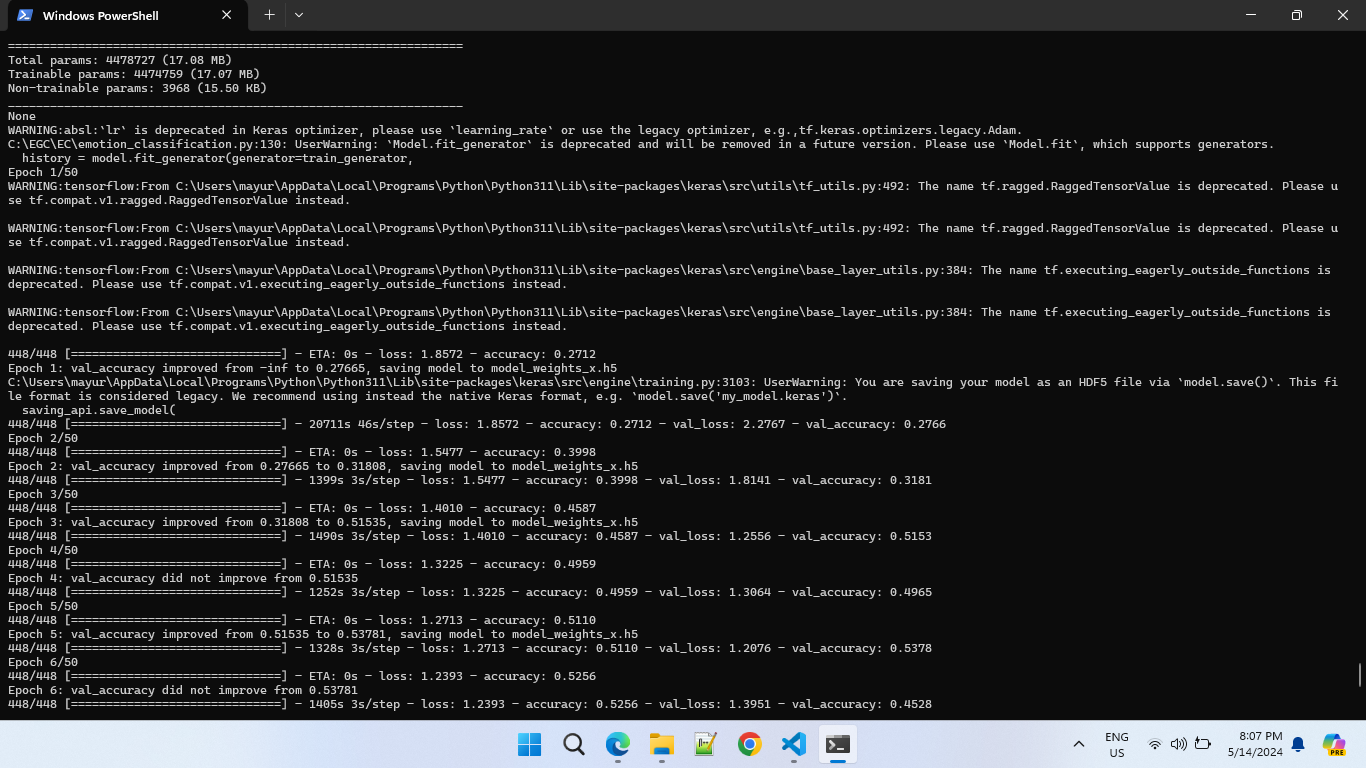 Windows PowerShell
=================================================================
Total params: 4478727 (17.08 MB)
Trainable params: 4474759 (17.07 MB)
Non-trainable params: 3968 (15.50 KB)
_________________________________________________________________
None
WARNING:absl:`lr` is deprecated in Keras optimizer, please use `learning_rate` or use the legacy optimizer, e.g.,tf.keras.optimizers.legacy.Adam.
C:\EGC\EC\emotion_classification.py:130: UserWarning: `Model.fit_generator` is deprecated and will be removed in a future version. Please use `Model.fit`, which supports generators.
  history = model.fit_generator(generator=train_generator,
Epoch 1/50
WARNING:tensorflow:From C:\Users\mayur\AppData\Local\Programs\Python\Python311\Lib\site-packages\keras\src\utils\tf_utils.py:492: The name tf.ragged.RaggedTensorValue is deprecated. Please u
se tf.compat.v1.ragged.RaggedTensorValue instead.
WARNING:tensorflow:From C:\Users\mayur\AppData\Local\Programs\Python\Python311\Lib\site-packages\keras\src\utils\tf_utils.py:492: The name tf.ragged.RaggedTensorValue is deprecated. Please u
se tf.compat.v1.ragged.RaggedTensorValue instead.
WARNING:tensorflow:From C:\Users\mayur\AppData\Local\Programs\Python\Python311\Lib\site-packages\keras\src\engine\base_layer_utils.py:384: The name tf.executing_eagerly_outside_functions is
deprecated. Please use tf.compat.v1.executing_eagerly_outside_functions instead.
WARNING:tensorflow:From C:\Users\mayur\AppData\Local\Programs\Python\Python311\Lib\site-packages\keras\src\engine\base_layer_utils.py:384: The name tf.executing_eagerly_outside_functions is
deprecated. Please use tf.compat.v1.executing_eagerly_outside_functions instead.
448/448 [==============================] - ETA: 0s - loss: 1.8572 - accuracy: 0.2712
Epoch 1: val_accuracy improved from -inf to 0.27665, saving model to model_weights_x.h5
C:\Users\mayur\AppData\Local\Programs\Python\Python311\Lib\site-packages\keras\src\engine\training.py:3103: UserWarning: You are saving your model as an HDF5 file via `model.save()`. This fi
le format is considered legacy. We recommend using instead the native Keras format, e.g. `model.save('my_model.keras')`.
  saving_api.save_model(
448/448 [==============================] - 20711s 46s/step - loss: 1.8572 - accuracy: 0.2712 - val_loss: 2.2767 - val_accuracy: 0.2766
Epoch 2/50
448/448 [==============================] - ETA: 0s - loss: 1.5477 - accuracy: 0.3998
Epoch 2: val_accuracy improved from 0.27665 to 0.31808, saving model to model_weights_x.h5
448/448 [==============================] - 1399s 3s/step - loss: 1.5477 - accuracy: 0.3998 - val_loss: 1.8141 - val_accuracy: 0.3181
Epoch 3/50
448/448 [==============================] - ETA: 0s - loss: 1.4010 - accuracy: 0.4587
Epoch 3: val_accuracy improved from 0.31808 to 0.51535, saving model to model_weights_x.h5
448/448 [==============================] - 1490s 3s/step - loss: 1.4010 - accuracy: 0.4587 - val_loss: 1.2556 - val_accuracy: 0.5153
Epoch 4/50
448/448 [==============================] - ETA: 0s - loss: 1.3225 - accuracy: 0.4959
Epoch 4: val_accuracy did not improve from 0.51535
448/448 [==============================] - 1252s 3s/step - loss: 1.3225 - accuracy: 0.4959 - val_loss: 1.3064 - val_accuracy: 0.4965
Epoch 5/50
448/448 [==============================] - ETA: 0s - loss: 1.2713 - accuracy: 0.5110
Epoch 5: val_accuracy improved from 0.51535 to 0.53781, saving model to model_weights_x.h5
448/448 [==============================] - 1328s 3s/step - loss: 1.2713 - accuracy: 0.5110 - val_loss: 1.2076 - val_accuracy: 0.5378
Epoch 6/50
448/448 [==============================] - ETA: 0s - loss: 1.2393 - accuracy: 0.5256
Epoch 6: val_accuracy did not improve from 0.53781
448/448 [==============================] - 1405s 3s/step - loss: 1.2393 - accuracy: 0.5256 - val_loss: 1.3951 - val_accuracy: 0.4528
ENG
US
8:07 PM
5/14/2024
PRE